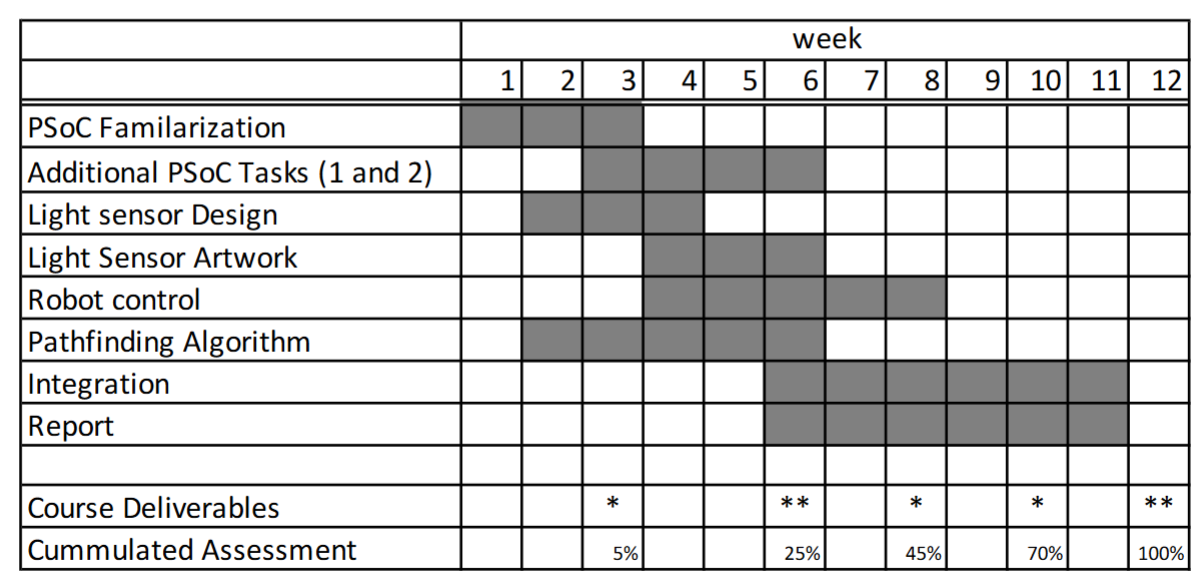 week
1 2 3 4 5 6 7 8 9 10 11 12
PSoC Familarization
Additional PSoC Tasks (1 and 2)
Light sensor Design
Light Sensor Artwork
Robot control
Pathfinding Algorithm
Integration
Report
Course Deliverables * ** * * **
Cummulated Assessment 5% 25% 45% 70% 100%